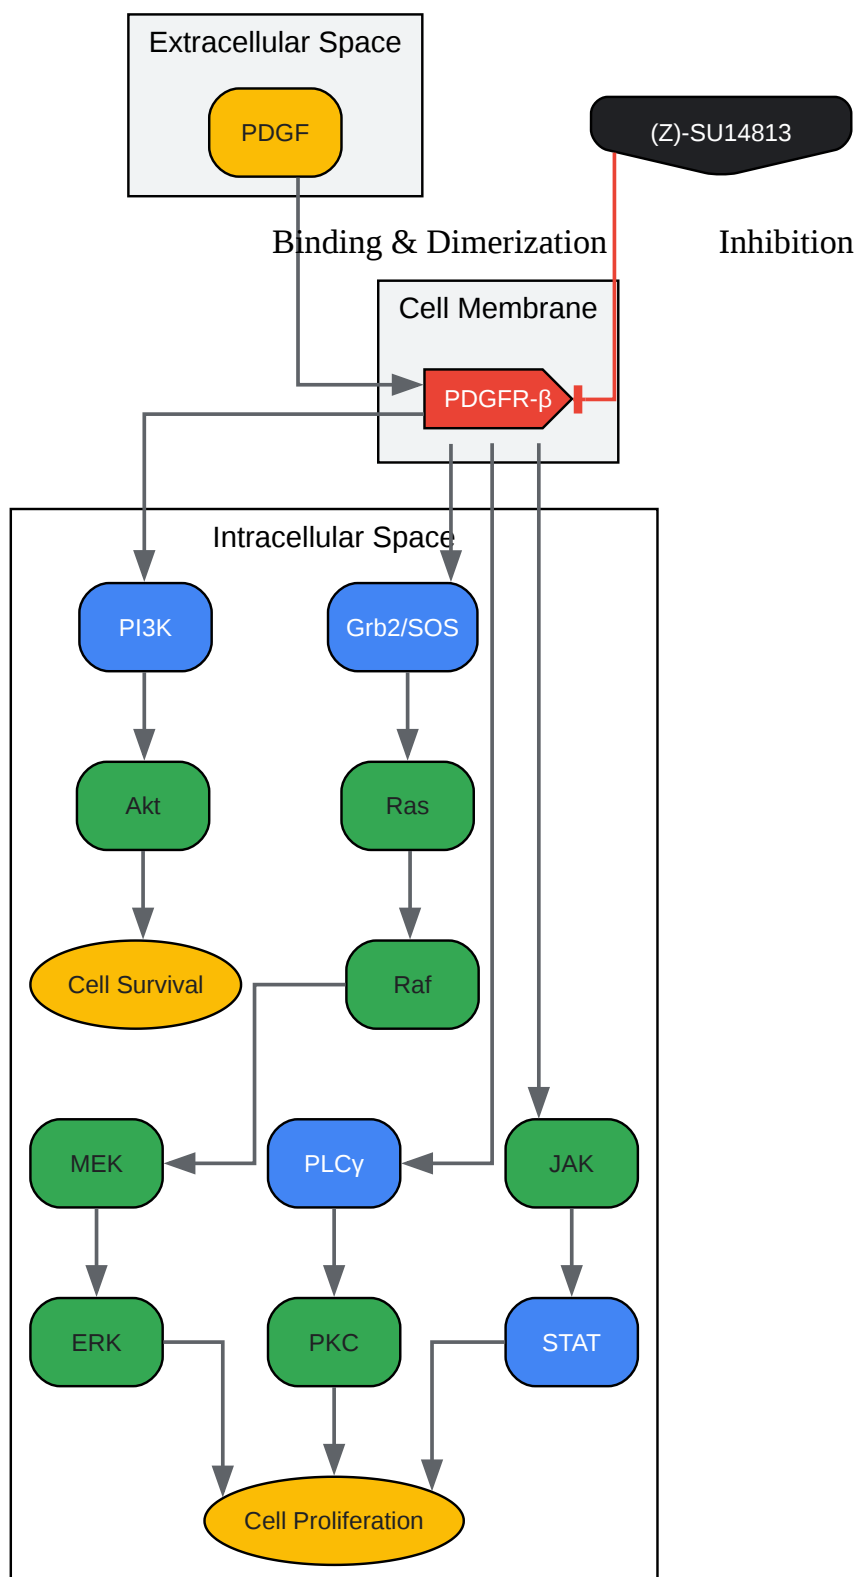 Extracellular Space
PDGF
(Z)-SU14813
Binding & Dimerization
Inhibition
Cell Membrane
PDGFR-β
Intracellular Space
PI3K
Grb2/SOS
Akt
Ras
Cell Survival
Raf
MEK
PLCγ
JAK
ERK
PKC
STAT
Cell Proliferation